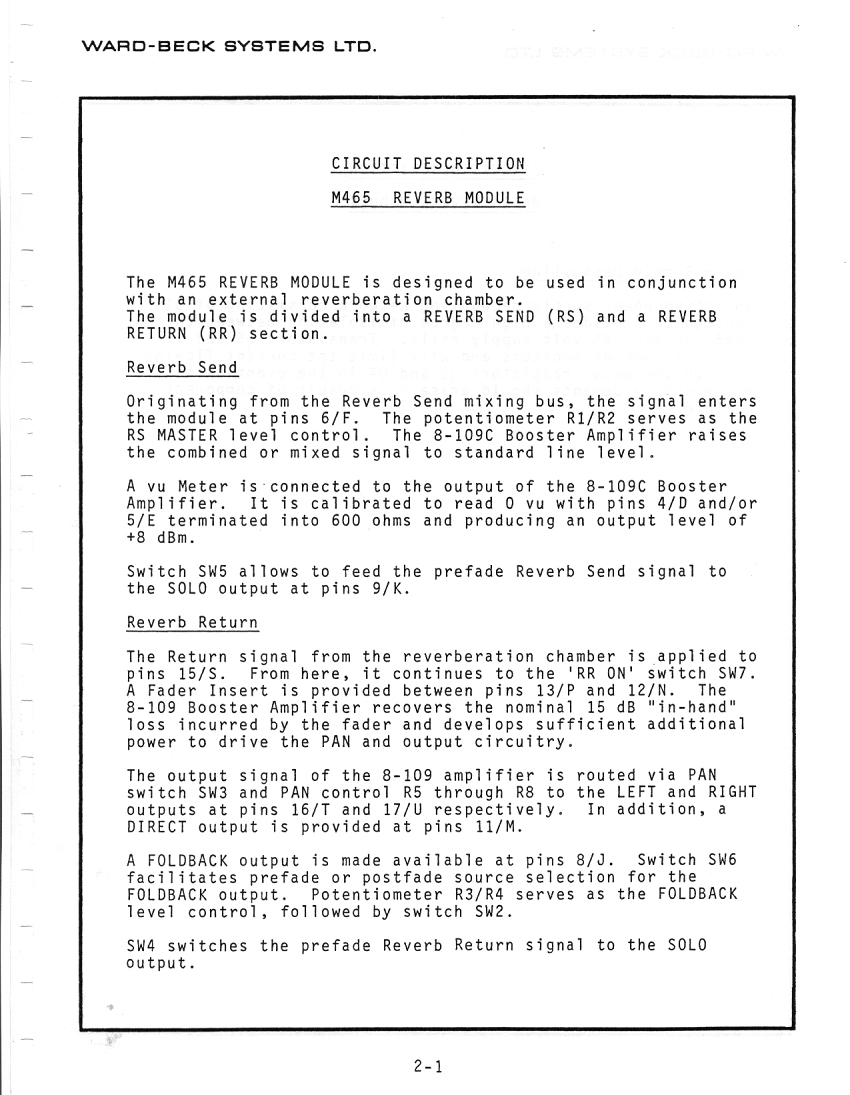 WARD-BECK SYSTEMS LTD.
CIRCUIT DESCRIPTION
M465 REVERB MODULE
The M465 REVERB MODULE is designed to be used in conjunction
with an external reverberation chamber.
The module is divided into a REVERB SEND (RS) and a REVERB
RETURN (RR) section.
Reverb Send
Originating from the Reverb Send mixing bus, the signal enters
the module at pins 6/F. The potentiometer R1/R2 serves as the
RS MASTER level control. The 8-109C Booster Amplifier raises
the combined or mixed signal to standard line level.
A vu Meter is connected to the output of the 8-109C Booster
Amplifier. It is calibrated to read 0 vu with pins 4/D and/or
5/E terminated into 600 ohms and producing an output level of
+8 dBm.
Switch SW5 allows to feed the prefade Reverb Send signal to
the SOLO output at pins 9/K.
Reverb Return
The Return signal from the reverberation chamber is applied to
pins 15/S. From here, it continues to the 'RR ON' switch SW7.
A Fader Insert is provided between pins 13/P and 12/N. The
8-109 Booster Amplifier recovers the nominal 15 dB "in-hand"
loss incurred by the fader and develops sufficient additional
power to drive the PAN and output circuitry.
The output signal of the 8-109 amplifier is routed via PAN
switch SW3 and PAN control R5 through R8 to the LEFT and RIGHT
outputs at pins 16/T and 17/U respectively. In addition, a
DIRECT output is provided at pins 11/M.
A FOLDBACK output is made available at pins 8/J. Switch SW6
facilitates prefade or postfade source selection for the
FOLDBACK output. Potentiometer R3/R4 serves as the FOLDBACK
level control, followed by switch SW2.
SW4 switches the prefade Reverb Return signal to the SOLO
output.
2-1